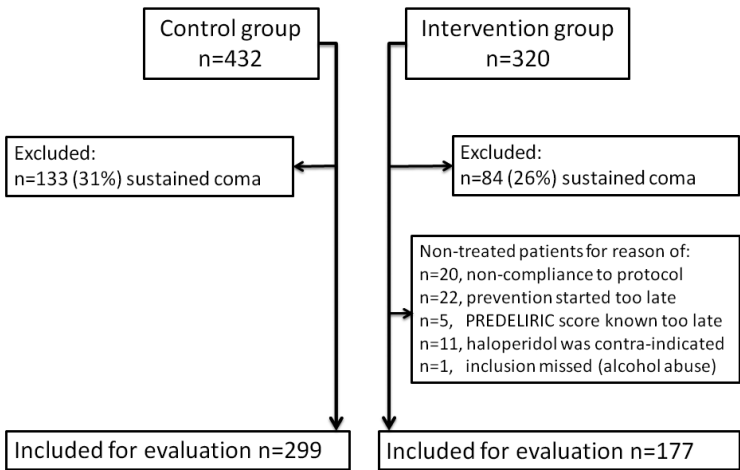 Control group
n=432
Intervention group
n=320
Excluded:
n=133 (31%) sustained coma
Excluded:
n=84 (26%) sustained coma
Non-treated patients for reason of:
n=20, non-compliance to protocol
n=22, prevention started too late
n=5, PREDELIRIC score known too late
n=11, haloperidol was contra-indicated
n=1, inclusion missed (alcohol abuse)
Included for evaluation n=299
Included for evaluation n=177